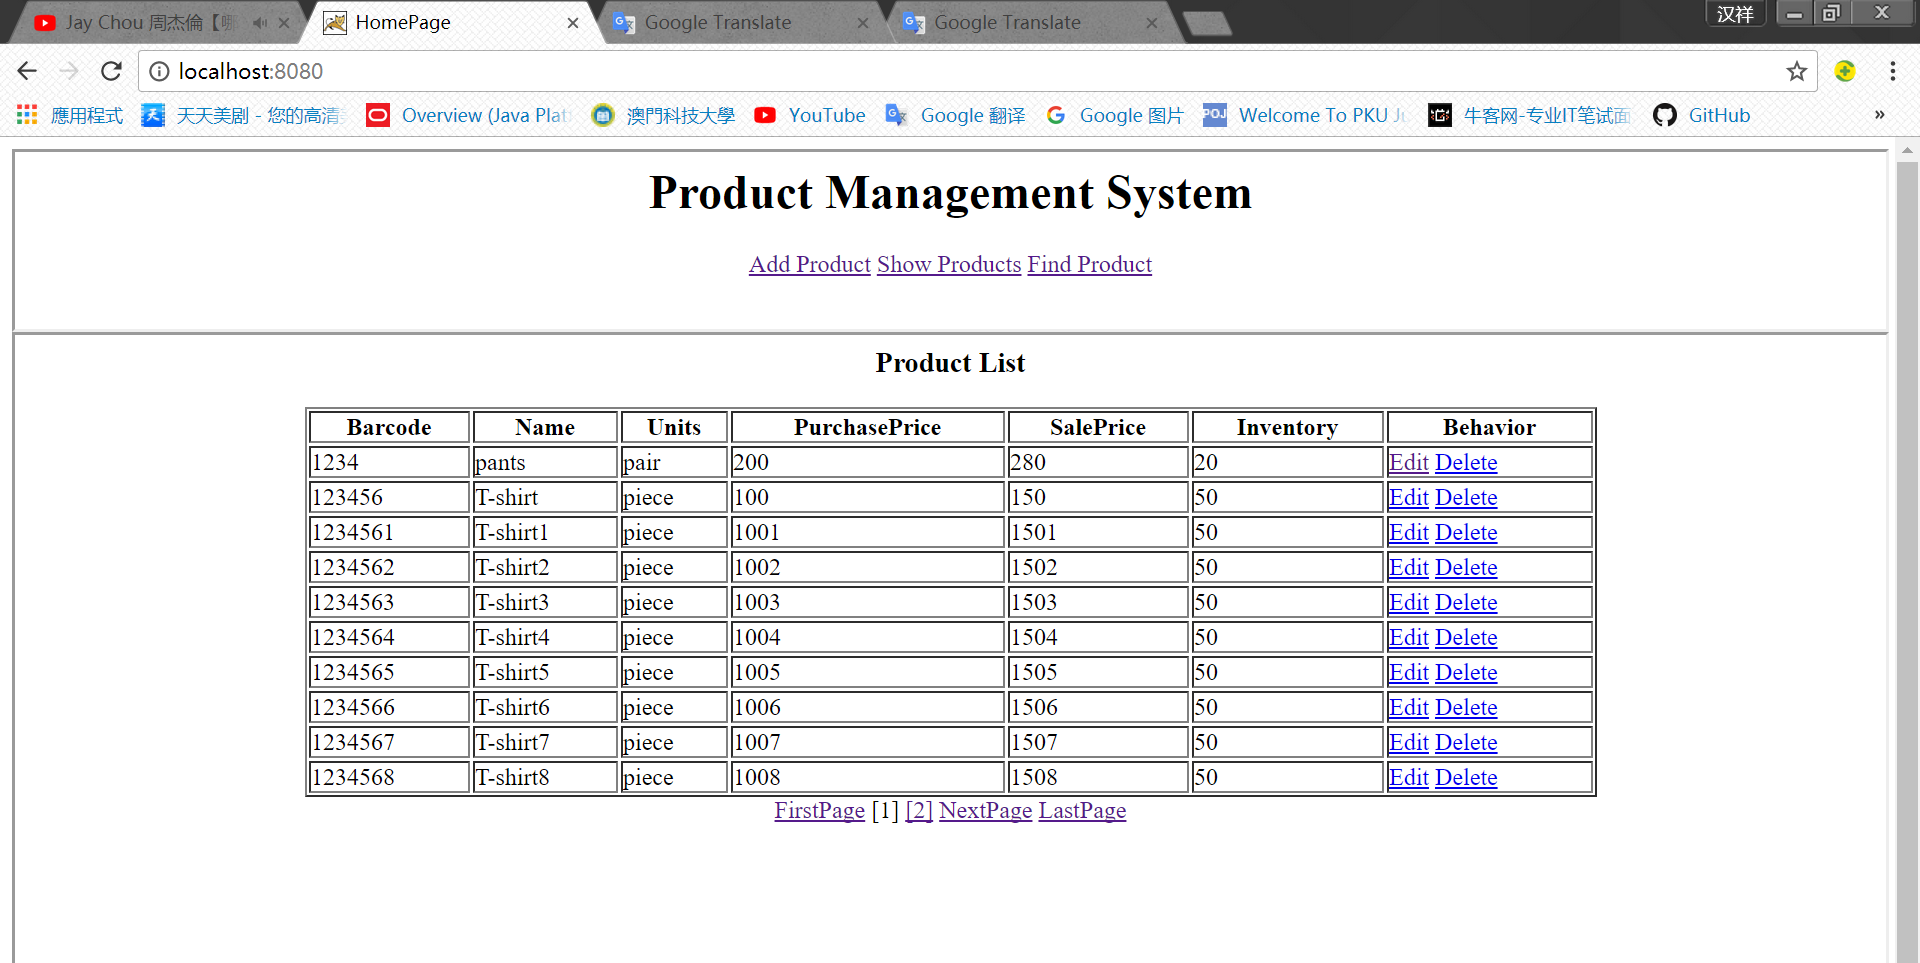 Jay Chou 周杰倫【 HomePage Google Translate Google Translate 汉祥
localhost:8080
應用程式 天天美剧 - 您的高清 Overview (Java Plat 澳門科技大學 YouTube Google 翻译 Google 图片 POJ Welcome To PKU Ju 牛客网-专业IT笔试面 GitHub »
Product Management System
Add Product Show Products Find Product
Product List
Barcode Name Units PurchasePrice SalePrice Inventory Behavior
1234 pants pair 200 280 20 Edit Delete
123456 T-shirt piece 100 150 50 Edit Delete
1234561 T-shirt1 piece 1001 1501 50 Edit Delete
1234562 T-shirt2 piece 1002 1502 50 Edit Delete
1234563 T-shirt3 piece 1003 1503 50 Edit Delete
1234564 T-shirt4 piece 1004 1504 50 Edit Delete
1234565 T-shirt5 piece 1005 1505 50 Edit Delete
1234566 T-shirt6 piece 1006 1506 50 Edit Delete
1234567 T-shirt7 piece 1007 1507 50 Edit Delete
1234568 T-shirt8 piece 1008 1508 50 Edit Delete
FirstPage [1] [2] NextPage LastPage